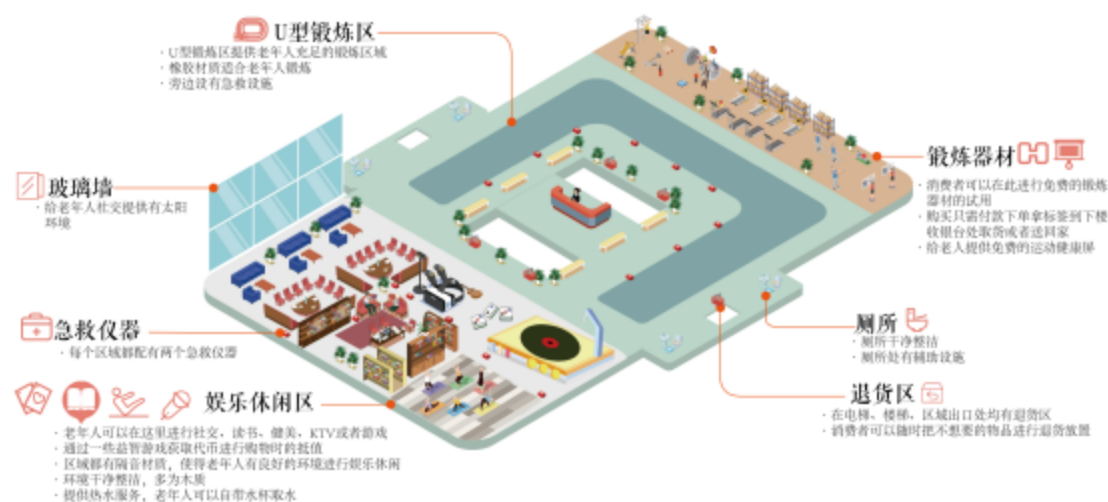 U型锻炼区
· U型锻炼区提供老年人充足的锻炼区域
· 橡胶材质适合老年人锻炼
· 旁边设有急救设施
玻璃墙
· 给老年人社交提供有太阳
环境
急救仪器
· 每个区域都配有两个急救仪器
娱乐休闲区
· 老年人可以在这里进行社交、读书、健美、KTV或者游戏
· 通过一些益智游戏获取代币进行购物时的抵值
· 区域都有隔音材质，使得老年人有良好的环境进行娱乐休闲
· 环境干净整洁，多为木质
· 提供热水服务，老年人可以自带水杯取水
锻炼器材
· 消费者可以在此进行免费的锻炼
器材的试用
· 购买只需付款下单拿标签到下楼
收银台处取货或者送回家
· 给老人提供免费的运动健康屏
厕所
· 厕所干净整洁
· 厕所处有辅助设施
退货区
· 在电梯、楼梯、区域出口处均有退货区
· 消费者可以随时把不想要的物品进行退货放置